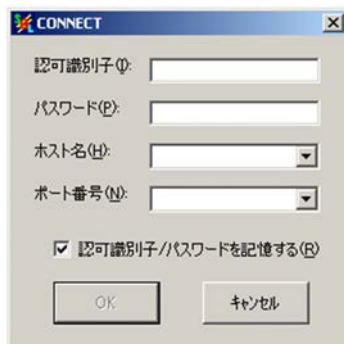 CONNECT
認可識別子(I):
パスワード(P):
ホスト名(H):
ポート番号(N):
認可識別子/パスワードを記憶する(R)
OK
キャンセル